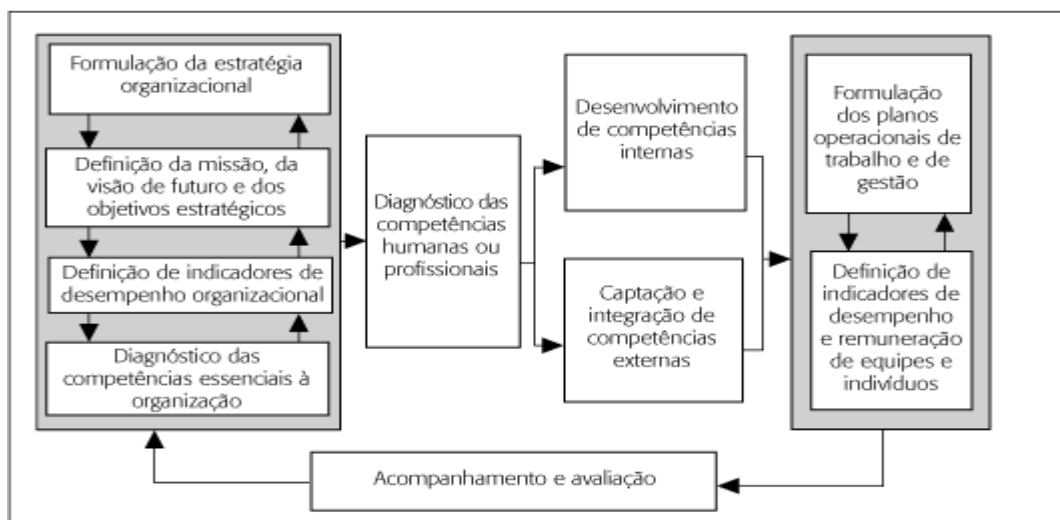 Formulação da estratégia
organizacional
Definição da missão, da
visão de futuro e dos
objetivos estratégicos
Definição de indicadores de
desempenho organizacional
Diagnóstico das
competências essenciais à
organização
Diagnóstico das
competências
humanas ou
profissionais
Desenvolvimento
de competências
internas
Captação e
integração de
competências
externas
Formulação
dos planos
operacionais de
trabalho e de
gestão
Definição de
indicadores de
desempenho
e remuneração
de equipes e
indivíduos
Acompanhamento e avaliação